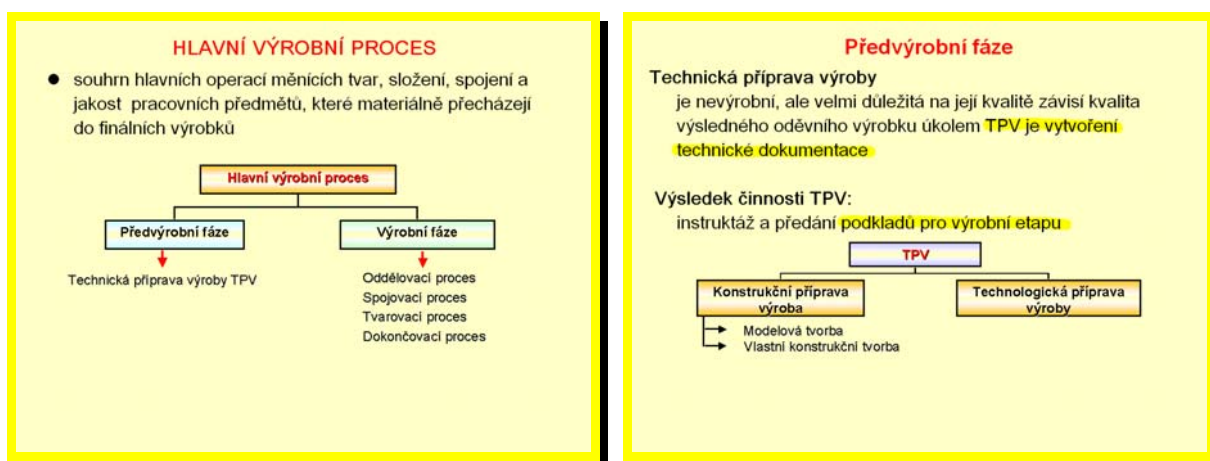 HLAVNÍ VÝROBNÍ PROCES
● souhrn hlavních operací měnících tvar, složení, spojení a
jakost pracovních předmětů, které materiálně přecházejí
do finálních výrobků
Hlavní výrobní proces
Předvýrobní fáze
Výrobní fáze
Technická příprava výroby TPV
Oddělovací proces
Spojovací proces
Tvarovací proces
Dokončovací proces
Předvýrobní fáze
Technická příprava výroby
je nevýrobní, ale velmi důležitá na její kvalitě závisí kvalita
výsledného oděvního výrobku úkolem TPV je vytvoření
technické dokumentace
Výsledek činnosti TPV:
instruktáž a předání podkladů pro výrobní etapu
TPV
Konstrukční příprava
výroba
Technologická příprava
výroby
Modelová tvorba
Vlastní konstrukční tvorba